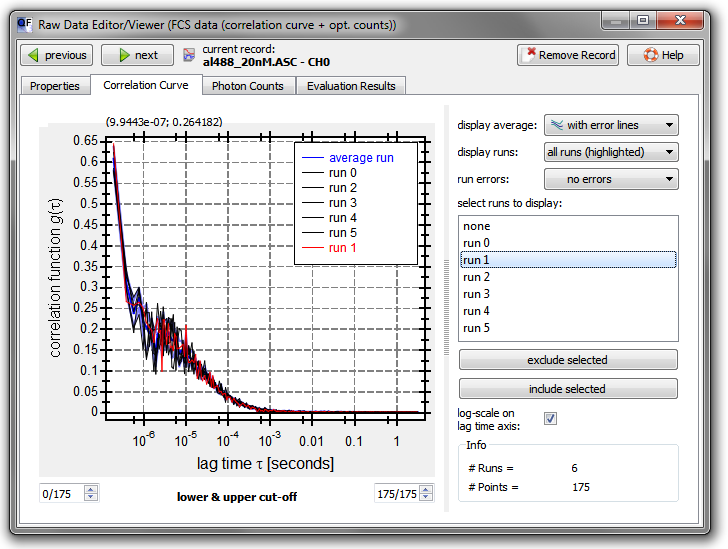 QF Raw Data Editor/Viewer (FCS data (correlation curve + opt. counts))
previous next current record: Remove Record Help
al488_20nM.ASC - CH0
Properties Correlation Curve Photon Counts Evaluation Results
(9.9443e-07; 0.264182)
0.65
0.6
0.55
0.5
0.45
0.4
0.35
0.3
0.25
0.2
0.15
0.1
0.05
0
correlation function g(τ)
average run
run 0
run 2
run 3
run 4
run 5
run 1
10⁻⁶ 10⁻⁵ 10⁻⁴ 10⁻³ 0.01 0.1 1
lag time τ [seconds]
0/175 lower & upper cut-off 175/175
display average: with error lines
display runs: all runs (highlighted)
run errors: no errors
select runs to display:
none
run 0
run 1
run 2
run 3
run 4
run 5
exclude selected
include selected
log-scale on
lag time axis:
Info
# Runs = 6
# Points = 175